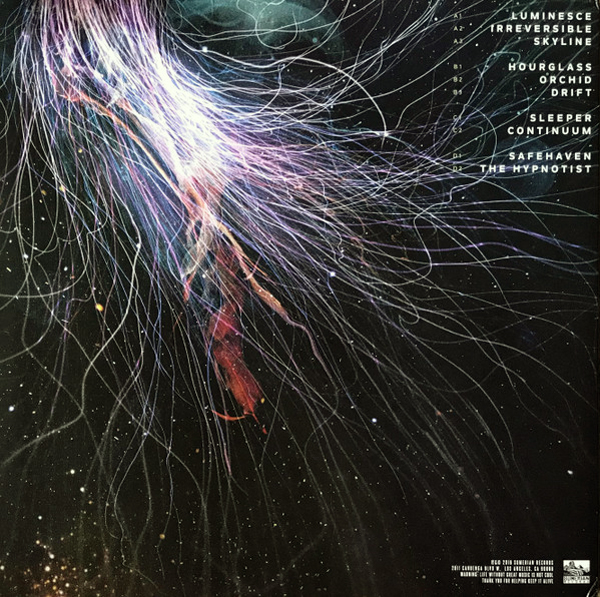 A1 LUMINESCE
A2 IRREVERSIBLE
A3 SKYLINE
B1 HOURGLASS
B2 ORCHID
B3 DRIFT
C1 SLEEPER
C2 CONTINUUM
D1 SAFEHAVEN
D2 THE HYPNOTIST
2011 CAHUENGA BLVD W, LOS ANGELES, CA 90068
WARNING: LIFE WITHOUT GREAT MUSIC IS NOT COOL
THANK YOU FOR HELPING KEEP IT ALIVE
SUMERIAN
RECORDS